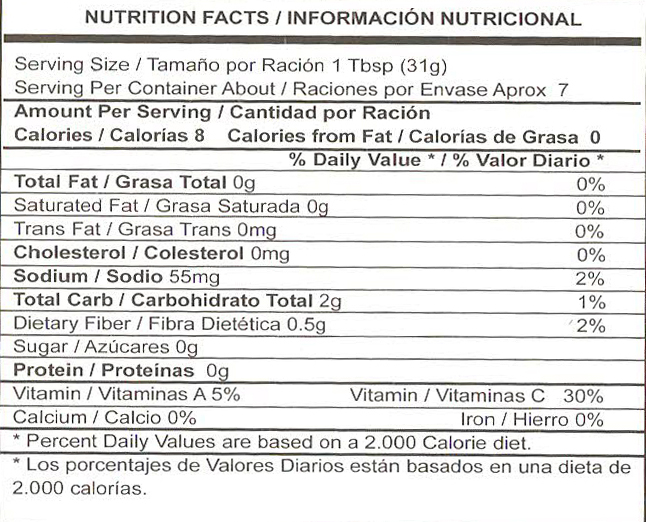 NUTRITION FACTS / INFORMACIÓN NUTRICIONAL
Serving Size / Tamaño por Ración 1 Tbsp (31g)
Serving Per Container About / Raciones por Envase Aprox 7
Amount Per Serving / Cantidad por Ración
Calories / Calorías 8 Calories from Fat / Calorías de Grasa 0
% Daily Value * / % Valor Diario *
Total Fat / Grasa Total 0g 0%
Saturated Fat / Grasa Saturada 0g 0%
Trans Fat / Grasa Trans 0mg 0%
Cholesterol / Colesterol 0mg 0%
Sodium / Sodio 55mg 2%
Total Carb / Carbohidrato Total 2g 1%
Dietary Fiber / Fibra Dietética 0.5g 2%
Sugar / Azúcares 0g
Protein / Proteínas 0g
Vitamin / Vitaminas A 5% Vitamin / Vitaminas C 30%
Calcium / Calcio 0% Iron / Hierro 0%
* Percent Daily Values are based on a 2.000 Calorie diet.
* Los porcentajes de Valores Diarios están basados en una dieta de
2.000 calorías.